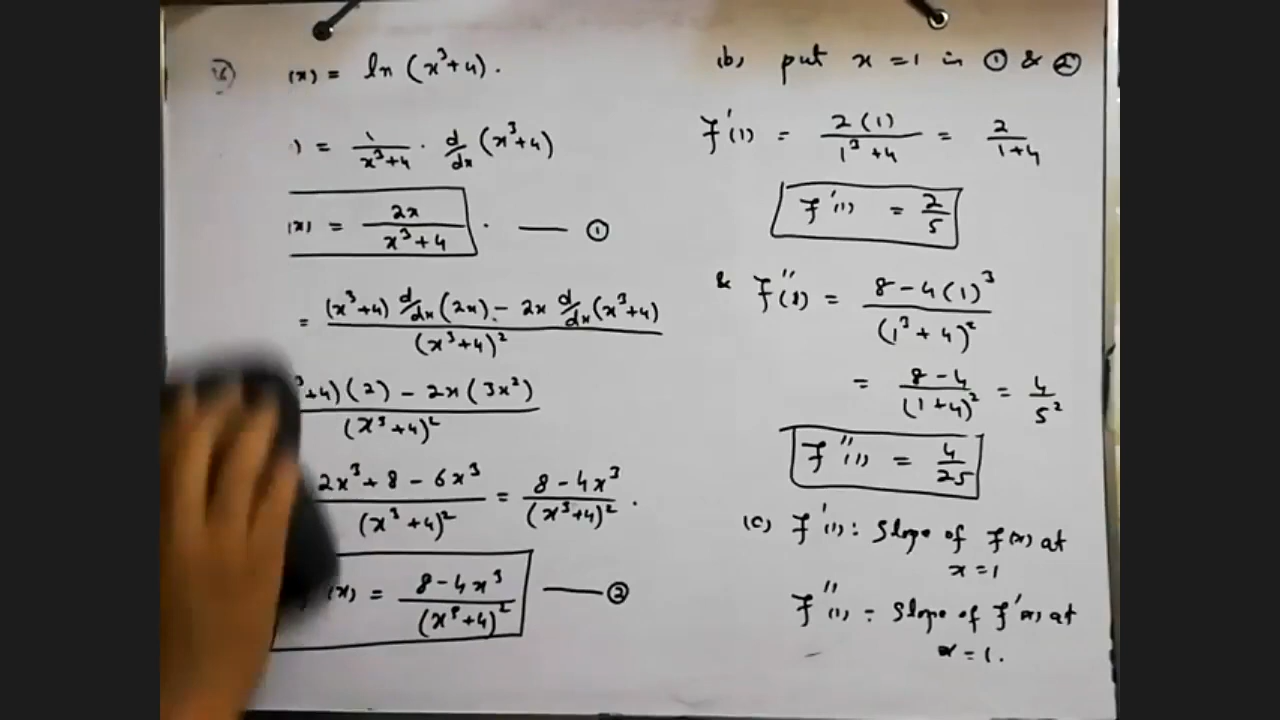 (x) = ln (x³+4).
) = 1/(x³+4) · d/dx (x³+4)
(x) = 2x/(x³+4) . — ①
= ((x³+4) d/dx (2x) - 2x d/dx (x³+4))/(x³+4)²
³+4)(2) - 2x(3x²)/(x³+4)²
2x³+8-6x³/(x³+4)² = (8-4x³)/(x³+4)² .
(x) = (8-4x³)/(x³+4)² — ②
(b) put x=1 in ① & ②
f'(1) = 2(1)/(1³+4) = 2/(1+4)
f'(1) = 2/5
& f''(1) = (8-4(1)³)/(1³+4)²
= (8-4)/(1+4)² = 4/5²
f''(1) = 4/25
(c) f'(1): Slope of f(x) at
x=1
f''(1) = Slope of f'(x) at
x=1.